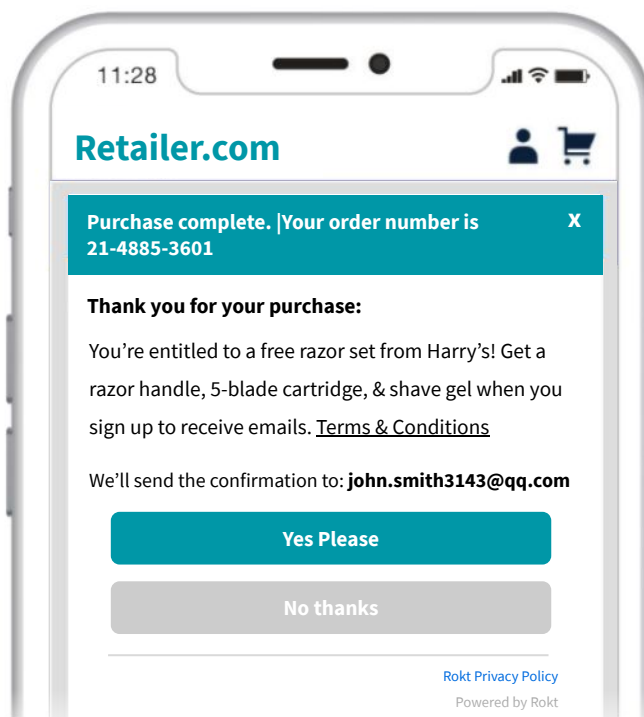 11:28
Retailer.com
Purchase complete. |Your order number is
21-4885-3601
X
Thank you for your purchase:
You’re entitled to a free razor set from Harry’s! Get a
razor handle, 5-blade cartridge, & shave gel when you
sign up to receive emails. Terms & Conditions
We’ll send the confirmation to: john.smith3143@qq.com
Yes Please
No thanks
Rokt Privacy Policy
Powered by Rokt